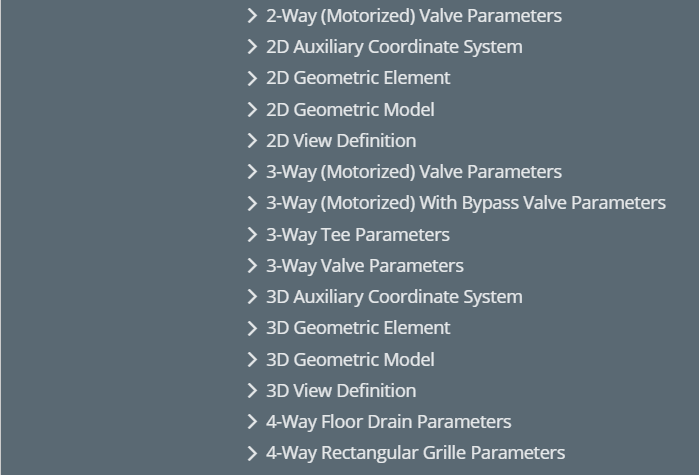 2-Way (Motorized) Valve Parameters
2D Auxiliary Coordinate System
2D Geometric Element
2D Geometric Model
2D View Definition
3-Way (Motorized) Valve Parameters
3-Way (Motorized) With Bypass Valve Parameters
3-Way Tee Parameters
3-Way Valve Parameters
3D Auxiliary Coordinate System
3D Geometric Element
3D Geometric Model
3D View Definition
4-Way Floor Drain Parameters
4-Way Rectangular Grille Parameters